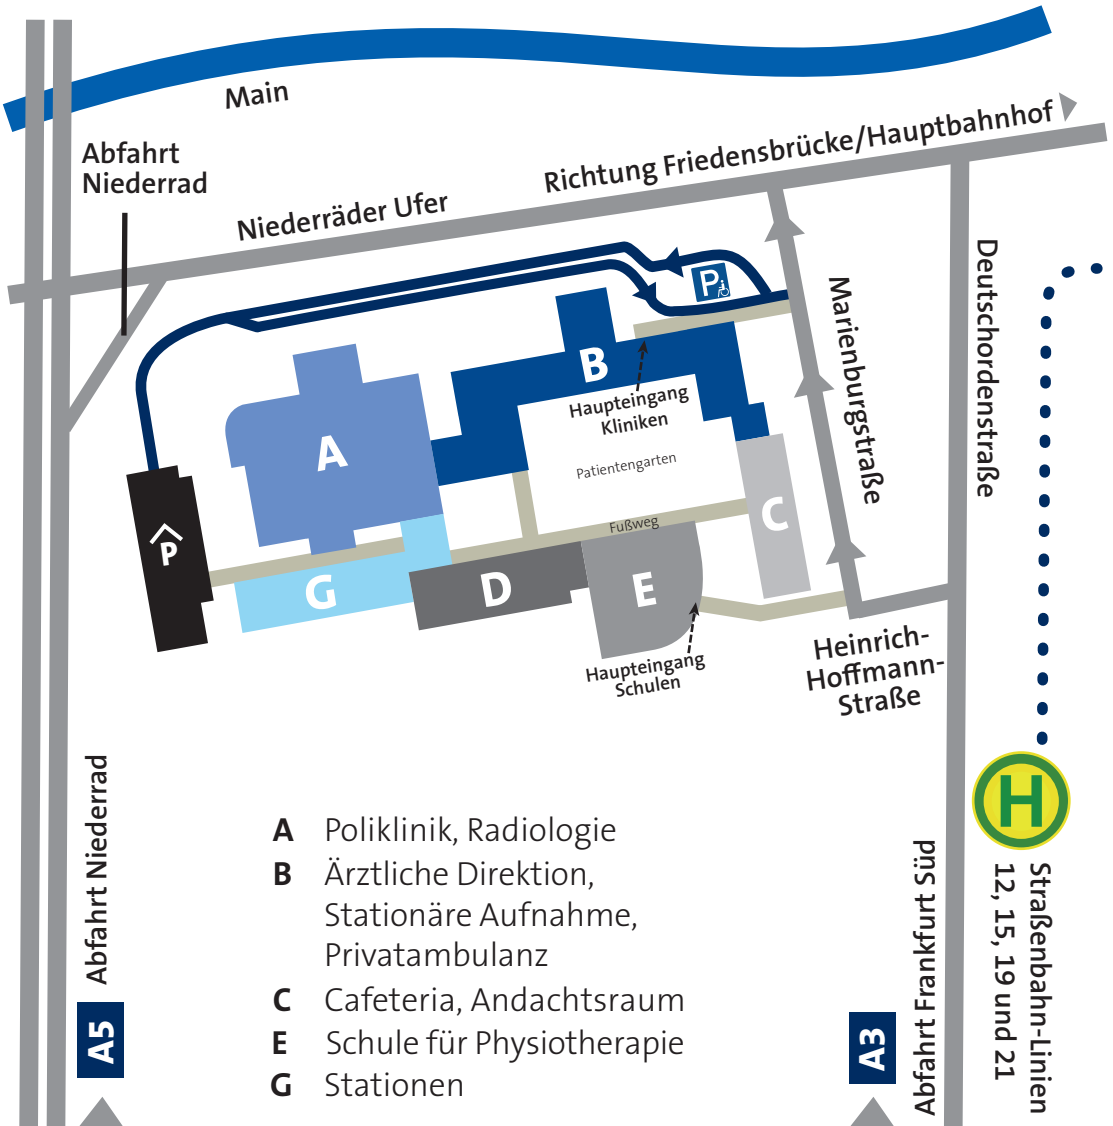 Main
Abfahrt
Niederrad
Richtung Friedensbrücke/Hauptbahnhof
Niederräder Ufer
Deutschordenstraße
P
Marienburgstraße
B
Haupteingang
Kliniken
A
Patientengarten
C
Fußweg
P
G
D
E
Haupteingang
Schulen
Heinrich-
Hoffmann-
Straße
Abfahrt Niederrad
A5
H
Straßenbahn-Linien
12, 15, 19 und 21
Abfahrt Frankfurt Süd
A3
A Poliklinik, Radiologie
B Ärztliche Direktion,
Stationäre Aufnahme,
Privatambulanz
C Cafeteria, Andachtsraum
E Schule für Physiotherapie
G Stationen